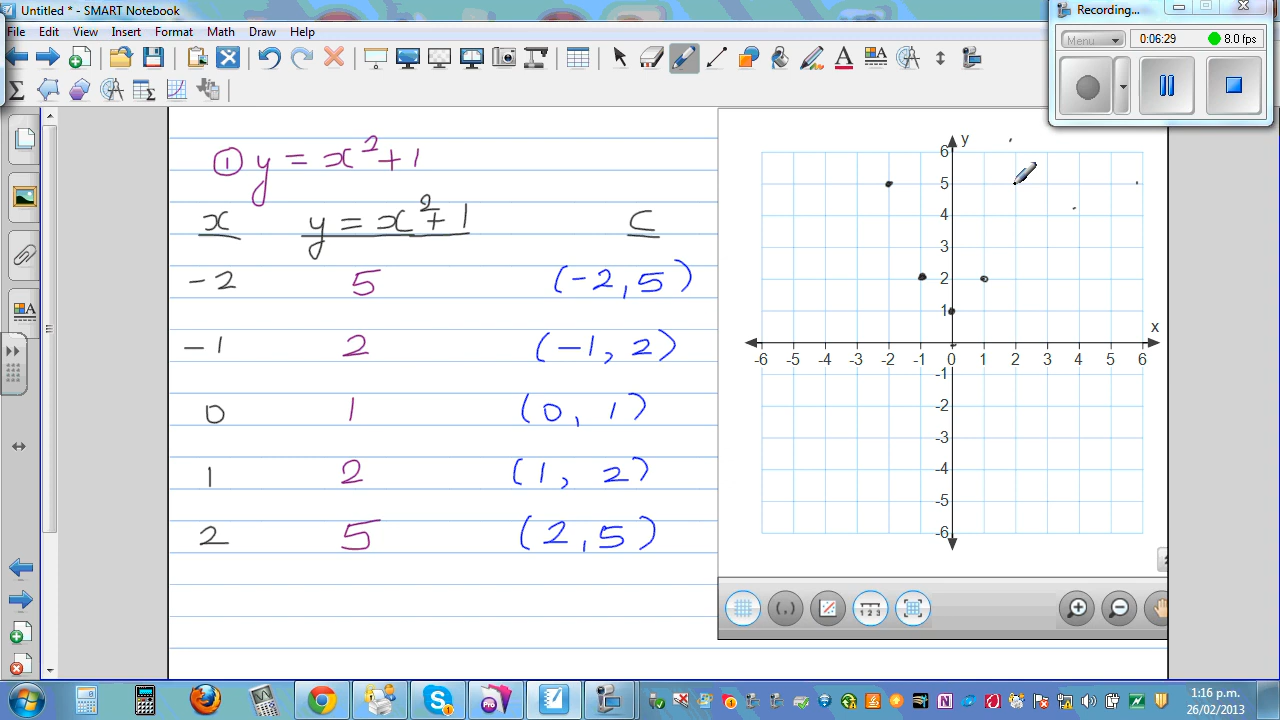 Untitled * - SMART Notebook
Recording...
File Edit View Insert Format Math Draw Help
Menu 0:06:29 8.0 fps
① y = x² + 1
x y = x² + 1 C
-2 5 (-2, 5)
-1 2 (-1, 2)
0 1 (0, 1)
1 2 (1, 2)
2 5 (2, 5)
y
6
5
4
3
2
1
x
-6 -5 -4 -3 -2 -1 0 1 2 3 4 5 6
-1
-2
-3
-4
-5
-6
1:16 p.m.
26/02/2013